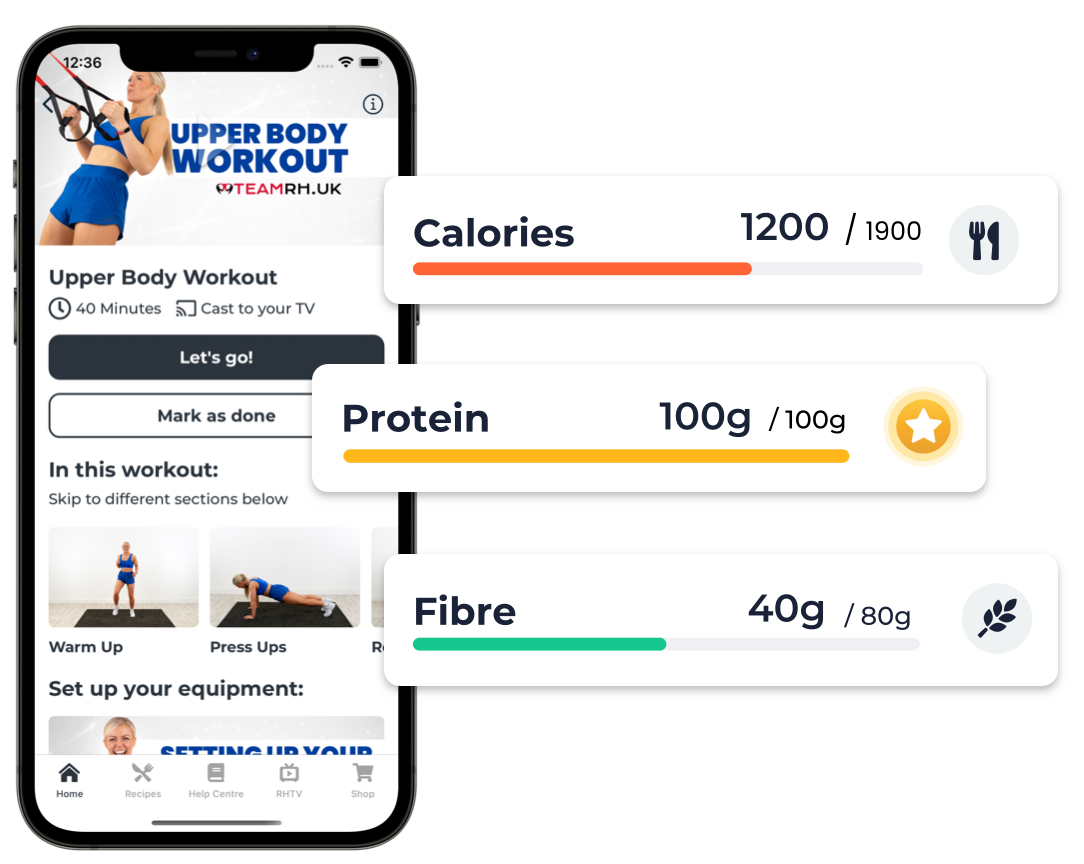 12:36
UPPER BODY
WORKOUT
TEAMRH.UK
Upper Body Workout
40 Minutes Cast to your TV
Let's go!
Mark as done
In this workout:
Skip to different sections below
Warm Up Press Ups
Set up your equipment:
SETTING UP YOUR
Home Recipes Help Centre RHTV Shop
Calories 1200 / 1900
Protein 100g / 100g
Fibre 40g / 80g